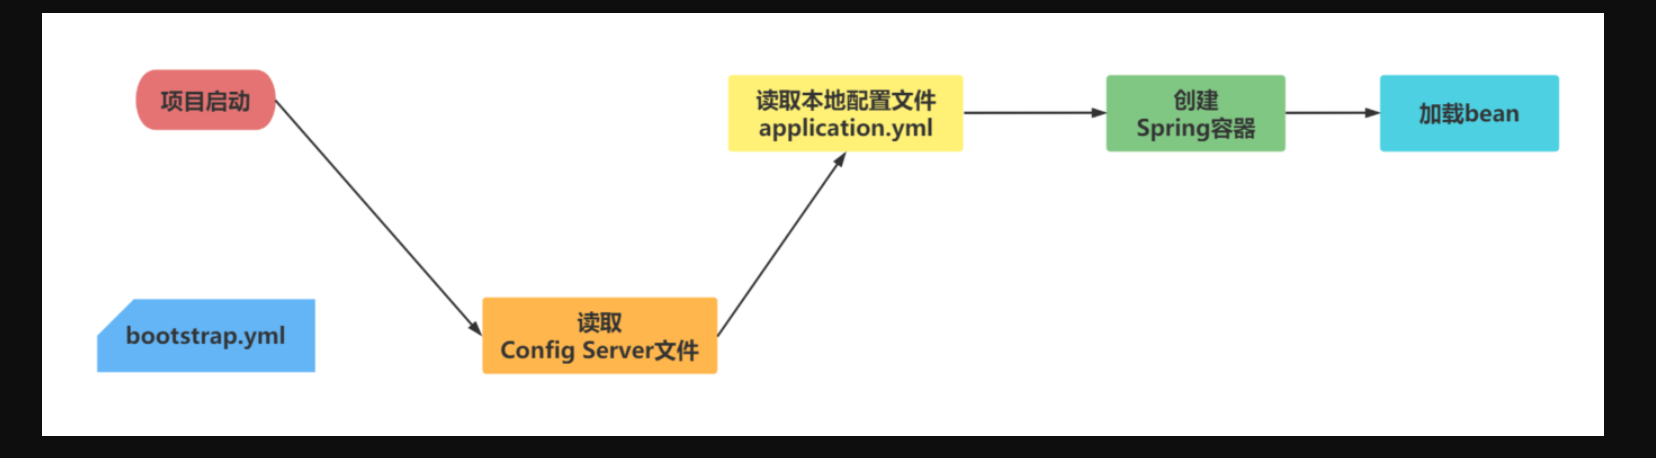 项目启动
读取本地配置文件
application.yml
创建
Spring容器
加载bean
bootstrap.yml
读取
Config Server文件